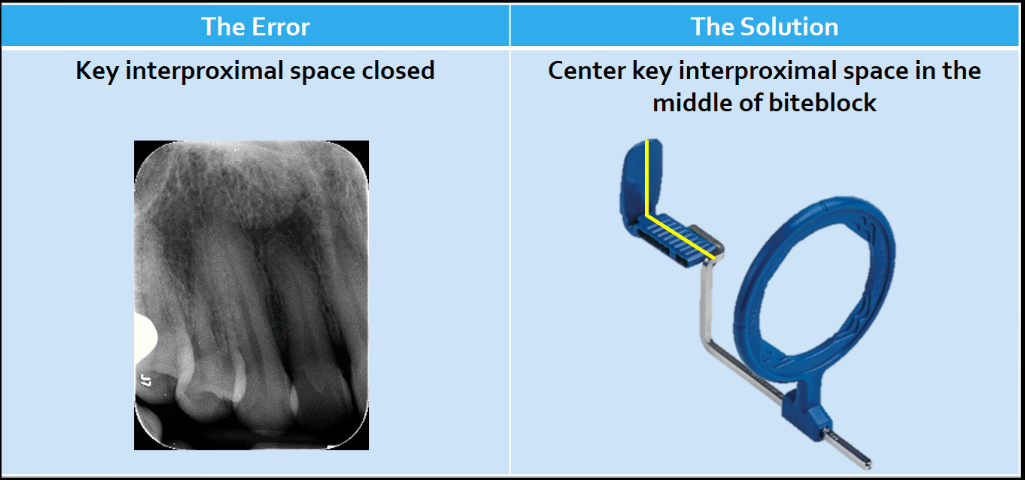 The Error
The Solution
Key interproximal space closed
Center key interproximal space in the
middle of biteblock